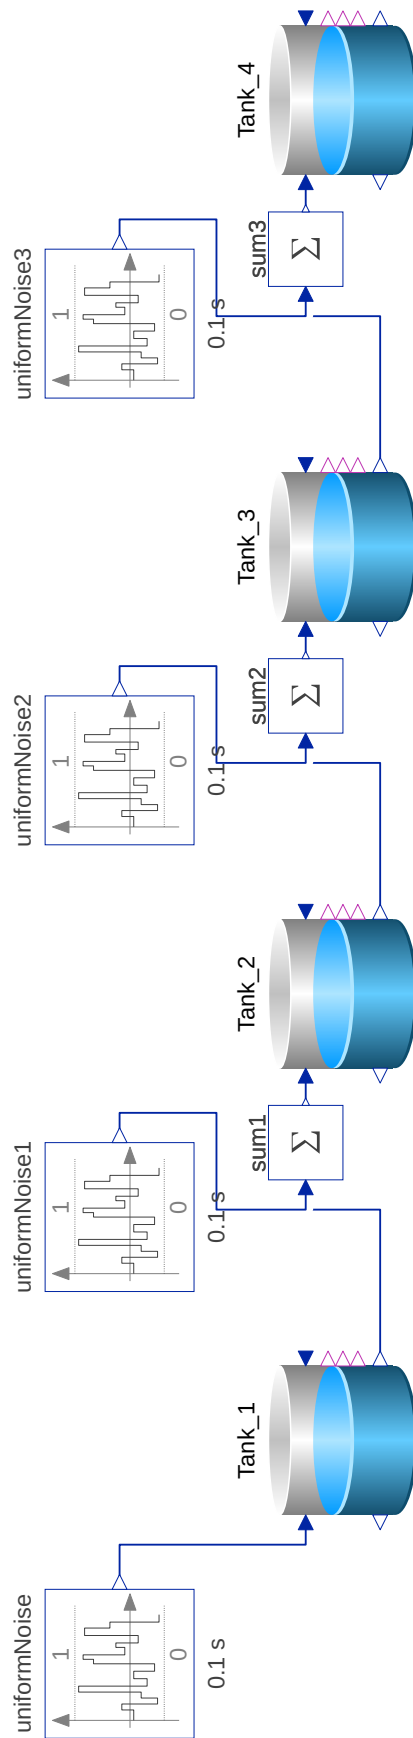 uniformNoise
1
0
0.1 s
Tank_1
uniformNoise1
1
0
0.1 s
sum1
Σ
Tank_2
uniformNoise2
1
0
0.1 s
sum2
Σ
Tank_3
uniformNoise3
1
0
0.1 s
sum3
Σ
Tank_4